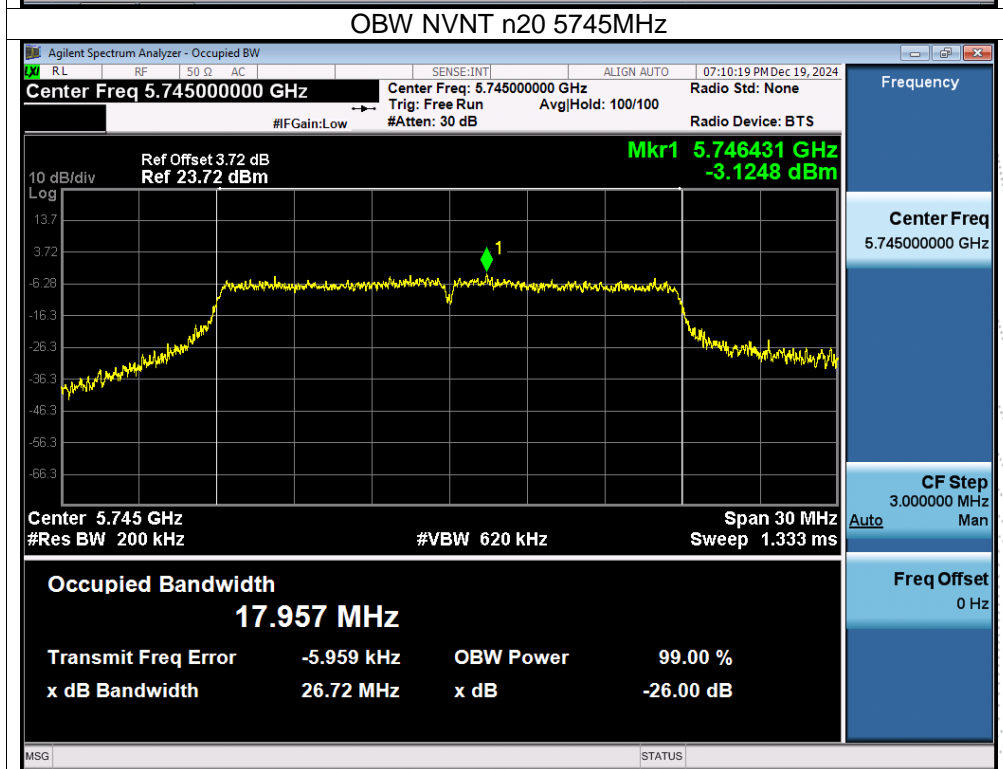 OBW NVNT n20 5745MHz
Agilent Spectrum Analyzer - Occupied BW
LXI RL RF 50 Ω AC SENSE:INT ALIGN AUTO 07:10:19 PM Dec 19, 2024
Center Freq 5.745000000 GHz
Center Freq: 5.745000000 GHz
Radio Std: None
Trig: Free Run Avg|Hold: 100/100
#IFGain:Low #Atten: 30 dB Radio Device: BTS
Frequency
Mkr1 5.746431 GHz
-3.1248 dBm
Ref Offset 3.72 dB
10 dB/div Ref 23.72 dBm
Log
13.7
3.72
-6.28
-16.3
-26.3
-36.3
-46.3
-56.3
-66.3
1
Center 5.745 GHz Span 30 MHz
#Res BW 200 kHz #VBW 620 kHz Sweep 1.333 ms
Center Freq
5.745000000 GHz
CF Step
3.000000 MHz
Auto Man
Freq Offset
0 Hz
Occupied Bandwidth
17.957 MHz
Transmit Freq Error -5.959 kHz OBW Power 99.00 %
x dB Bandwidth 26.72 MHz x dB -26.00 dB
MSG STATUS